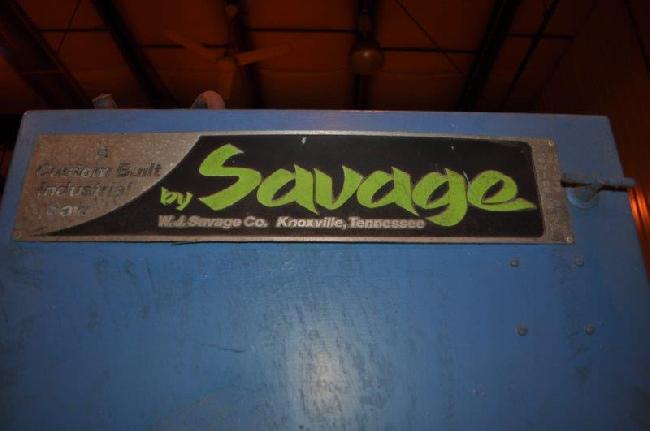 a
Custom Built
Industrial
Saw
by Savage
W.J. Savage Co. Knoxville, Tennessee